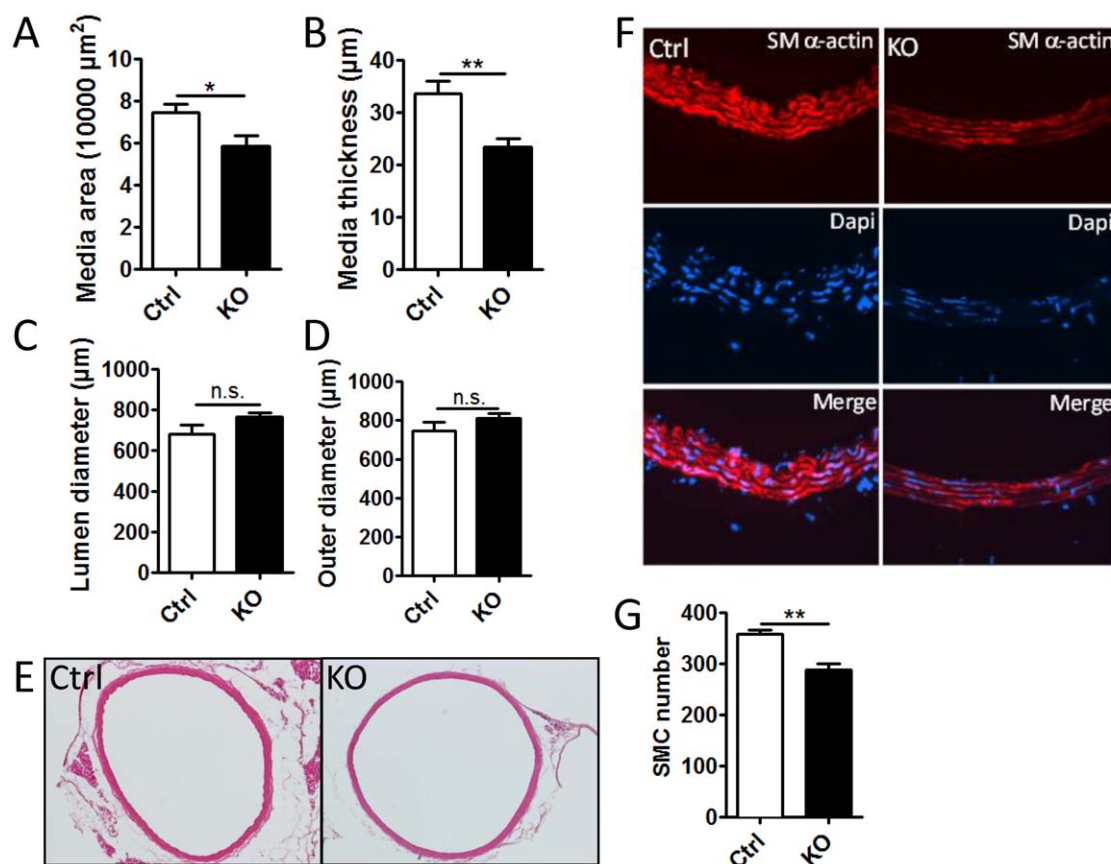 A
Media area (10000 µm²)
8
6
4
2
0
*
Ctrl
KO
B
Media thickness (µm)
40
30
20
10
0
**
Ctrl
KO
C
Lumen diameter (µm)
1000
800
600
400
200
0
n.s.
Ctrl
KO
D
Outer diameter (µm)
1000
800
600
400
200
0
n.s.
Ctrl
KO
E
Ctrl
KO
F
Ctrl
SM α-actin
KO
SM α-actin
Dapi
Dapi
Merge
Merge
G
SMC number
400
300
200
100
0
**
Ctrl
KO